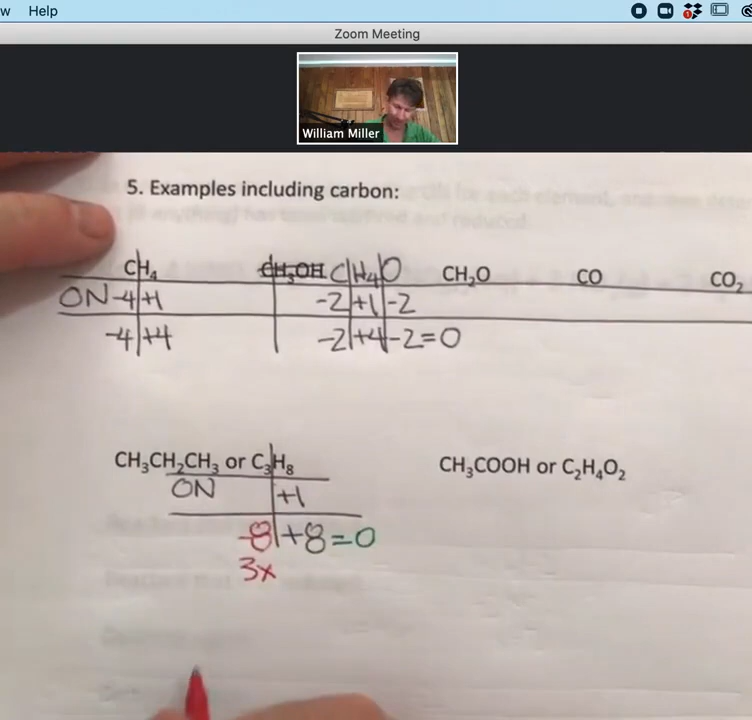 w Help
Zoom Meeting
William Miller
5. Examples including carbon:
CH₄ CH₃OH CH₄O CH₂O CO CO₂
ON -4 +1 -2 +1 -2
-4 +4 -2 +4 -2 = 0
CH₃CH₂CH₃ or C₃H₈ CH₃COOH or C₂H₄O₂
ON +1
-8 +8 = 0
3x